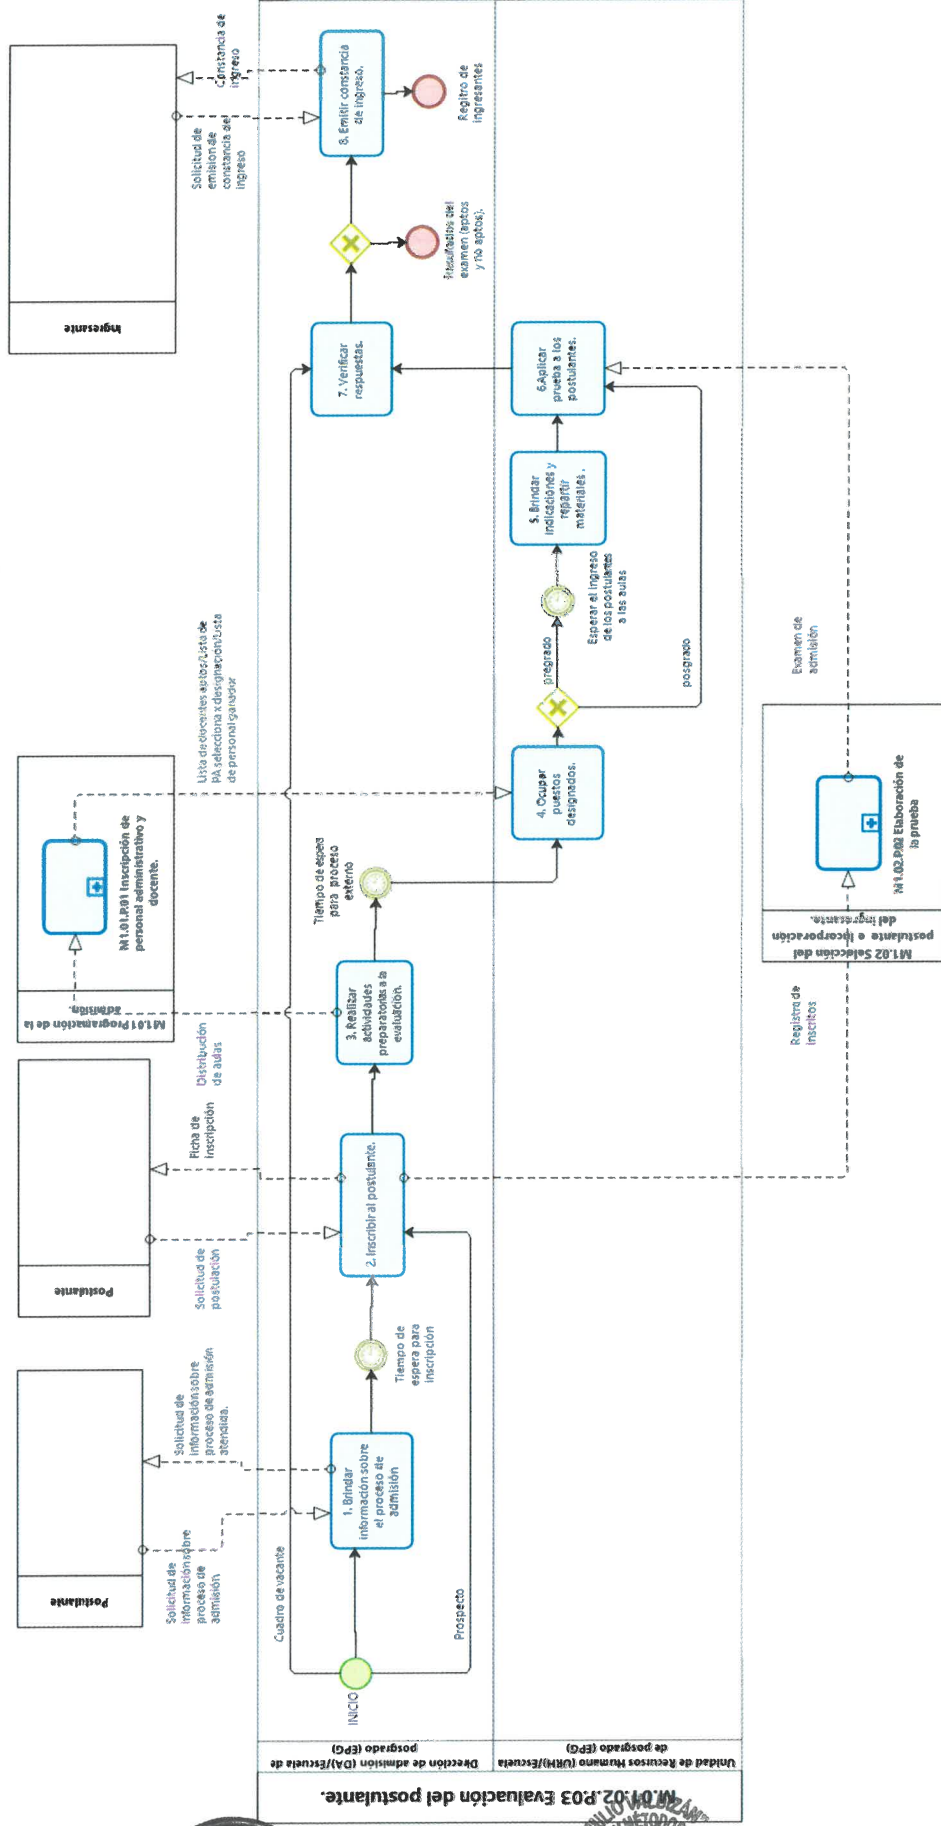 M.01.02.P03 Evaluación del postulante.
Dirección de admisión (DA)/Escuela de
posgrado (EPG)
Unidad de Recursos Humano (URH)/Escuela
de posgrado (EPG)
Postulante
Solicitud de
información sobre
proceso de
admisión
Solicitud de
información sobre
proceso de admisión
atendida.
Postulante
Solicitud de
postulación
Ficha de
inscripción
Distribución
de aulas
M1.01 Programación de la
admisión.
M1.01.P.01 Inscripción de
personal administrativo y
docente.
Lista de docentes aptos/Lista de
PA selecciona x designación/Lista
de personal ganador
Ingresante
Solicitud de
emisión de
constancia de
ingreso
Constancia de
ingreso
INICIO
Cuadro de vacante
Prospecto
1. Brindar
información sobre
el proceso de
admisión
Tiempo de
espera para
inscripción
2. Inscribir al postulante.
3. Realizar
actividades
preparatorias a la
evaluación.
Tiempo de espera
para proceso
externo
4. Ocupar
puestos
designados.
pregrado
posgrado
Esperar el ingreso
de los postulantes
a las aulas
5. Brindar
indicaciones y
repartir
materiales.
6.Aplicar
prueba a los
postulantes.
7. Verificar
respuestas.
Resultados del
examen (aptos
y no aptos).
8. Emitir constancia
de ingreso.
Regitro de
ingresantes
Registro de
inscritos
M1.02 Selección del
postulante e incorporación
del ingresante.
M1.02.P.02 Elaboración de
la prueba
Examen de
admisión